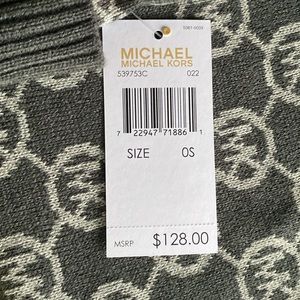 MICHAEL
MICHAEL KORS
539753C 022
7 22947 71886 1
SIZE OS
MSRP $128.00